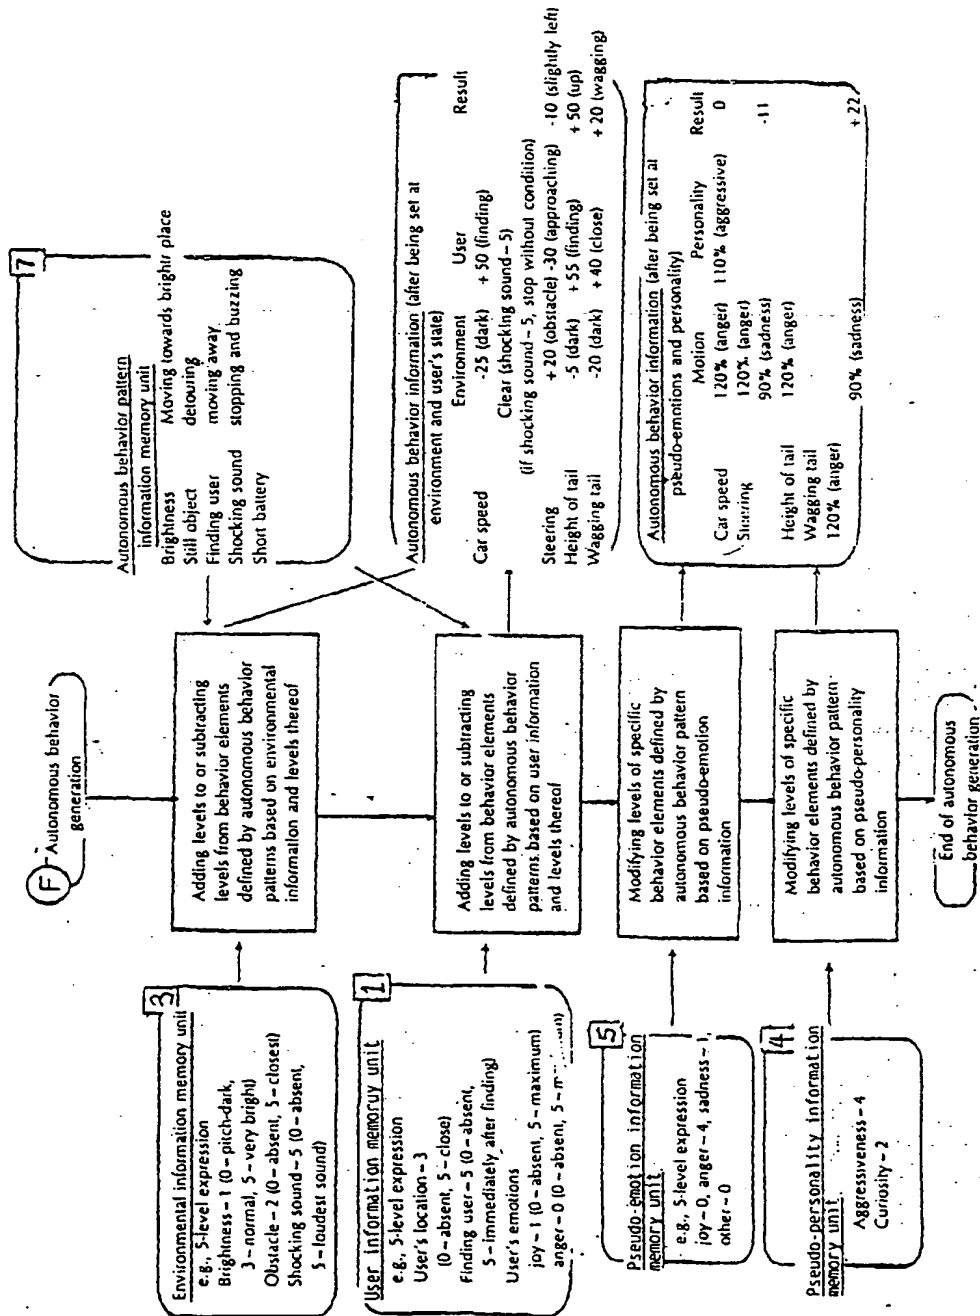 F
Autonomous behavior
generation
3
Environmental information memory unit
e.g., 5-level expression
Brightness – 1 (0 – pitch-dark,
3 – normal, 5 – very bright)
Obstacle – 2 (0 – absent, 5 – closest)
Shocking sound – 5 (0 – absent,
5 – loudest sound)
Adding levels to or subtracting
levels from behavior elements
defined by autonomous behavior
patterns based on environmental
information and levels thereof
7
Autonomous behavior pattern
information memory unit
Brightness Moving towards brightr place
Still object detouring
Finding user moving away
Shocking sound stopping and buzzing
Short battery
1
User information memoruy unit
e.g., 5-level expression
User's location – 3
(0 – absent, 5 – close)
Finding user – 5 (0 – absent,
5 – immediately after finding)
User's emotions
joy – 1 (0 – absent, 5 – maximum)
anger – 0 (0 – absent, 5 –
Adding levels to or subtracting
levels from behavior elements
defined by autonomous behavior
patterns based on user information
and levels thereof
Autonomous behavior information (after being set at
environment and user's state)
Environment User Result
Car speed -25 (dark) +50 (finding)
Clear (shocking sound – 5)
(if shocking sound – 5, stop without condition)
Steering +20 (obstacle) -30 (approaching) -10 (slightly left)
Height of tail -5 (dark) +55 (finding) +50 (up)
Wagging tail -20 (dark) +40 (close) +20 (wagging)
5
Pseudo-emotion information
memory unit
e.g., 5-level expression
joy – 0, anger – 4, sadness – 1,
other – 0
Modifying levels of specific
behavior elements defined by
autonomous behavior pattern
based on pseudo-emotion
information
Autonomous behavior information (after being set at
pseudo-emotions and personality)
Motion Personality Result
Car speed 120% (anger) 110% (aggressive) 0
Steering 120% (anger) -11
90% (sadness)
Height of tail 120% (anger)
Wagging tail
120% (anger) 90% (sadness) +22
4
Pseudo-personality information
memory unit
Aggressiveness – 4
Curiosity – 2
Modifying levels of specific
behavior elements defined by
autonomous behavior pattern
based on pseudo-personality
information
End of autonomous
behavior generation